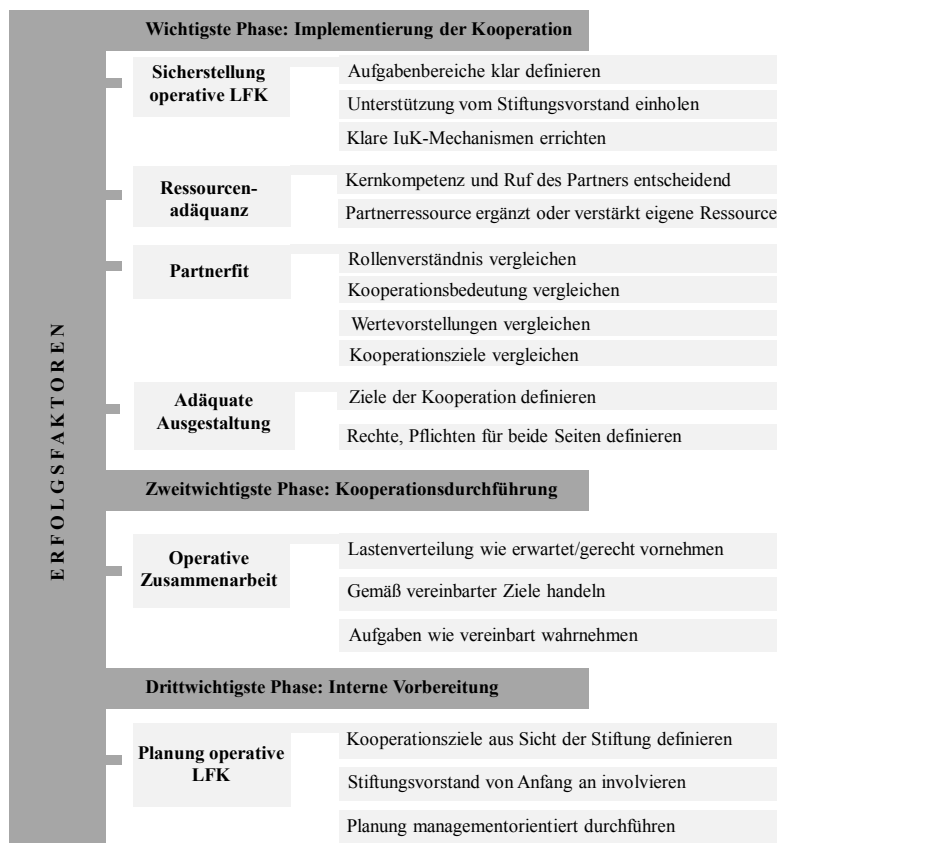 ERFOLGSFAKTOREN
Wichtigste Phase: Implementierung der Kooperation
Sicherstellung
operative LFK
Aufgabenbereiche klar definieren
Unterstützung vom Stiftungsvorstand einholen
Klare IuK-Mechanismen errichten
Ressourcen-
adäquanz
Kernkompetenz und Ruf des Partners entscheidend
Partnerressource ergänzt oder verstärkt eigene Ressource
Partnerfit
Rollenverständnis vergleichen
Kooperationsbedeutung vergleichen
Wertevorstellungen vergleichen
Kooperationsziele vergleichen
Adäquate
Ausgestaltung
Ziele der Kooperation definieren
Rechte, Pflichten für beide Seiten definieren
Zweitwichtigste Phase: Kooperationsdurchführung
Operative
Zusammenarbeit
Lastenverteilung wie erwartet/gerecht vornehmen
Gemäß vereinbarter Ziele handeln
Aufgaben wie vereinbart wahrnehmen
Drittwichtigste Phase: Interne Vorbereitung
Planung operative
LFK
Kooperationsziele aus Sicht der Stiftung definieren
Stiftungsvorstand von Anfang an involvieren
Planung managementorientiert durchführen